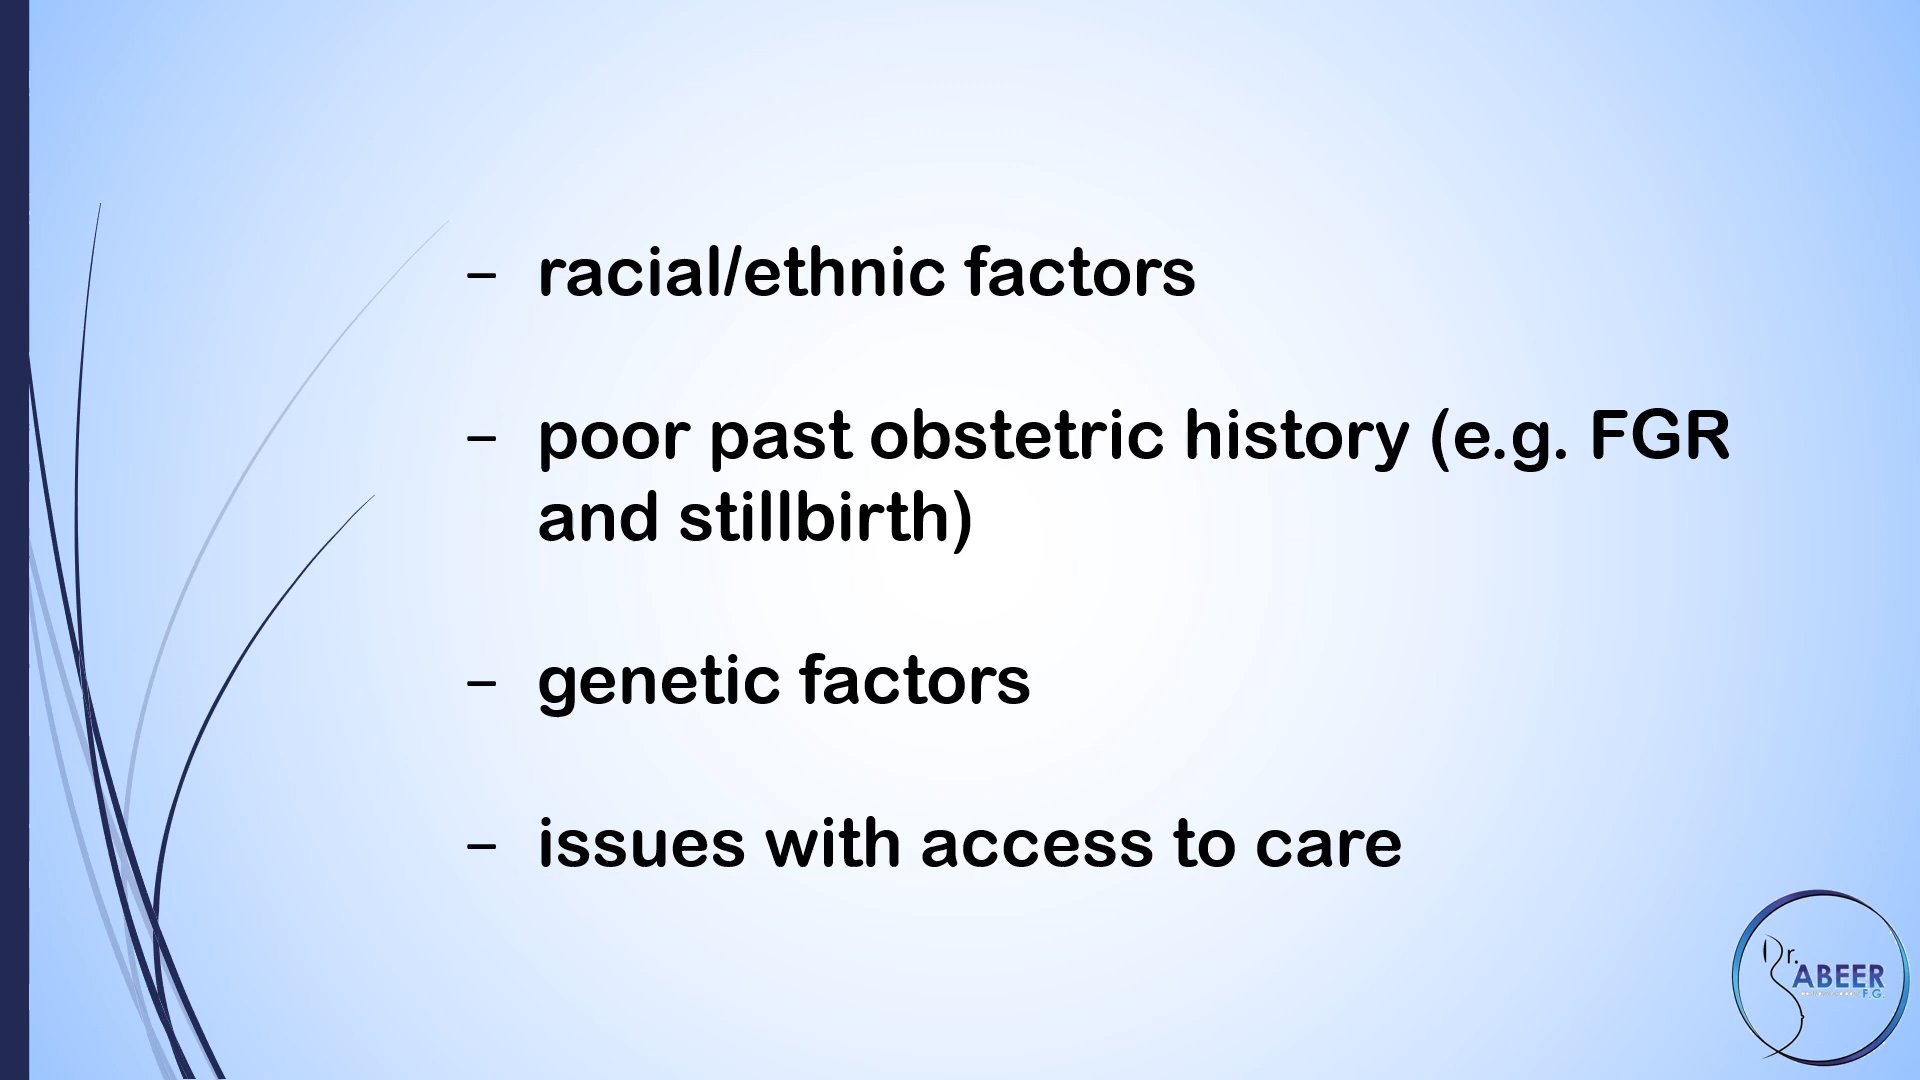 – racial/ethnic factors
– poor past obstetric history (e.g. FGR
and stillbirth)
– genetic factors
– issues with access to care
Dr.
ABEER
F.G.